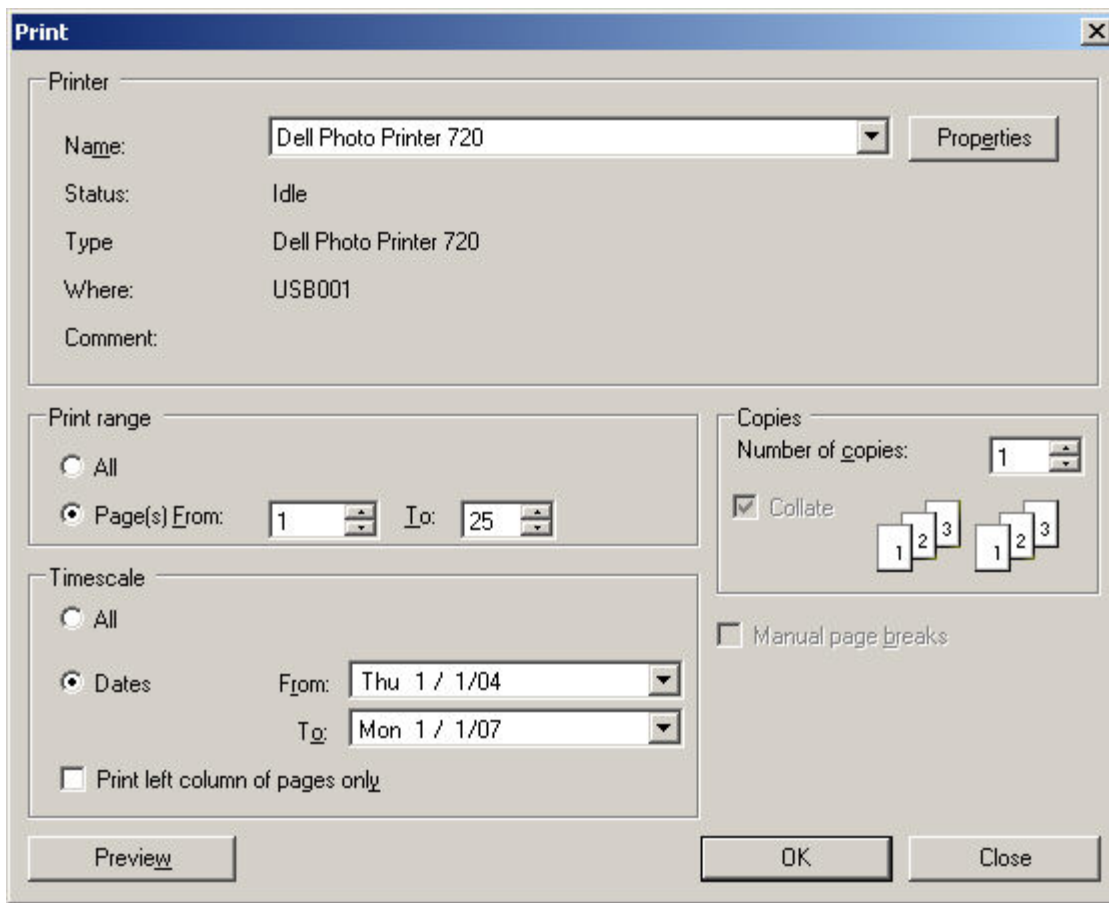 Print
Printer
Name: Dell Photo Printer 720 Properties
Status: Idle
Type Dell Photo Printer 720
Where: USB001
Comment:
Print range
All
Page(s) From: 1 To: 25
Copies
Number of copies: 1
Collate
1 2 3 1 2 3
Timescale
All
Dates From: Thu 1 / 1/04
To: Mon 1 / 1/07
Print left column of pages only
Manual page breaks
Preview OK Close